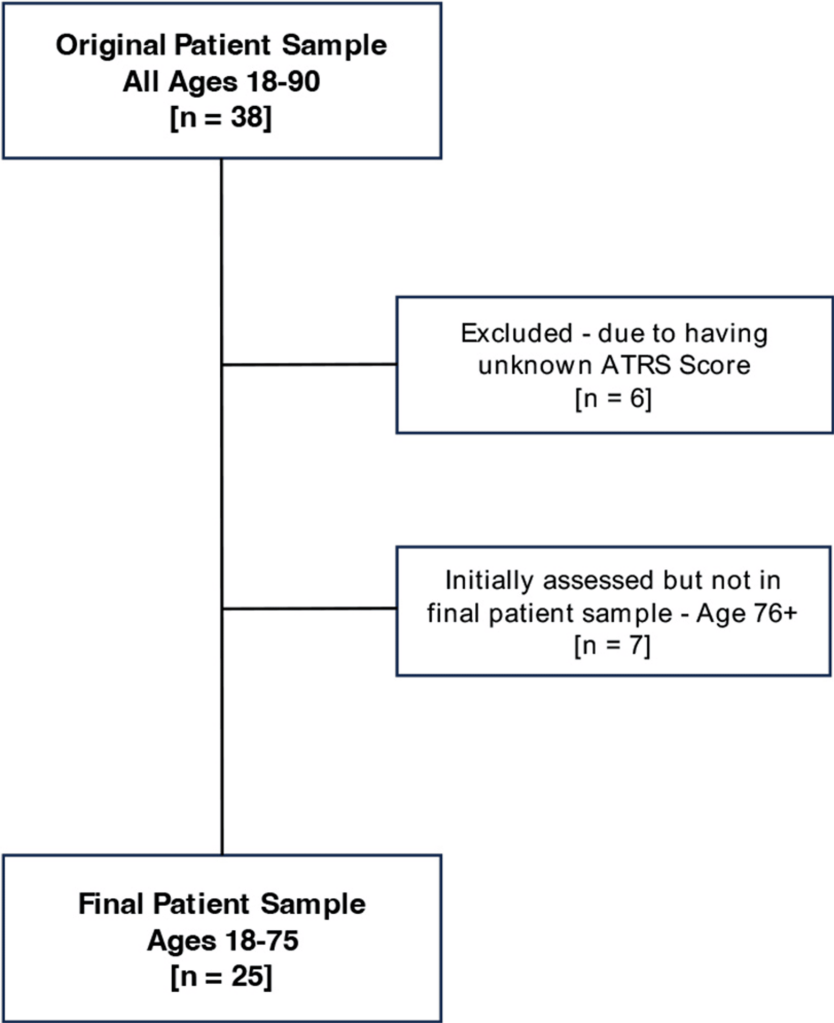 Original Patient Sample
All Ages 18-90
[n = 38]
Excluded - due to having
unknown ATRS Score
[n = 6]
Initially assessed but not in
final patient sample - Age 76+
[n = 7]
Final Patient Sample
Ages 18-75
[n = 25]